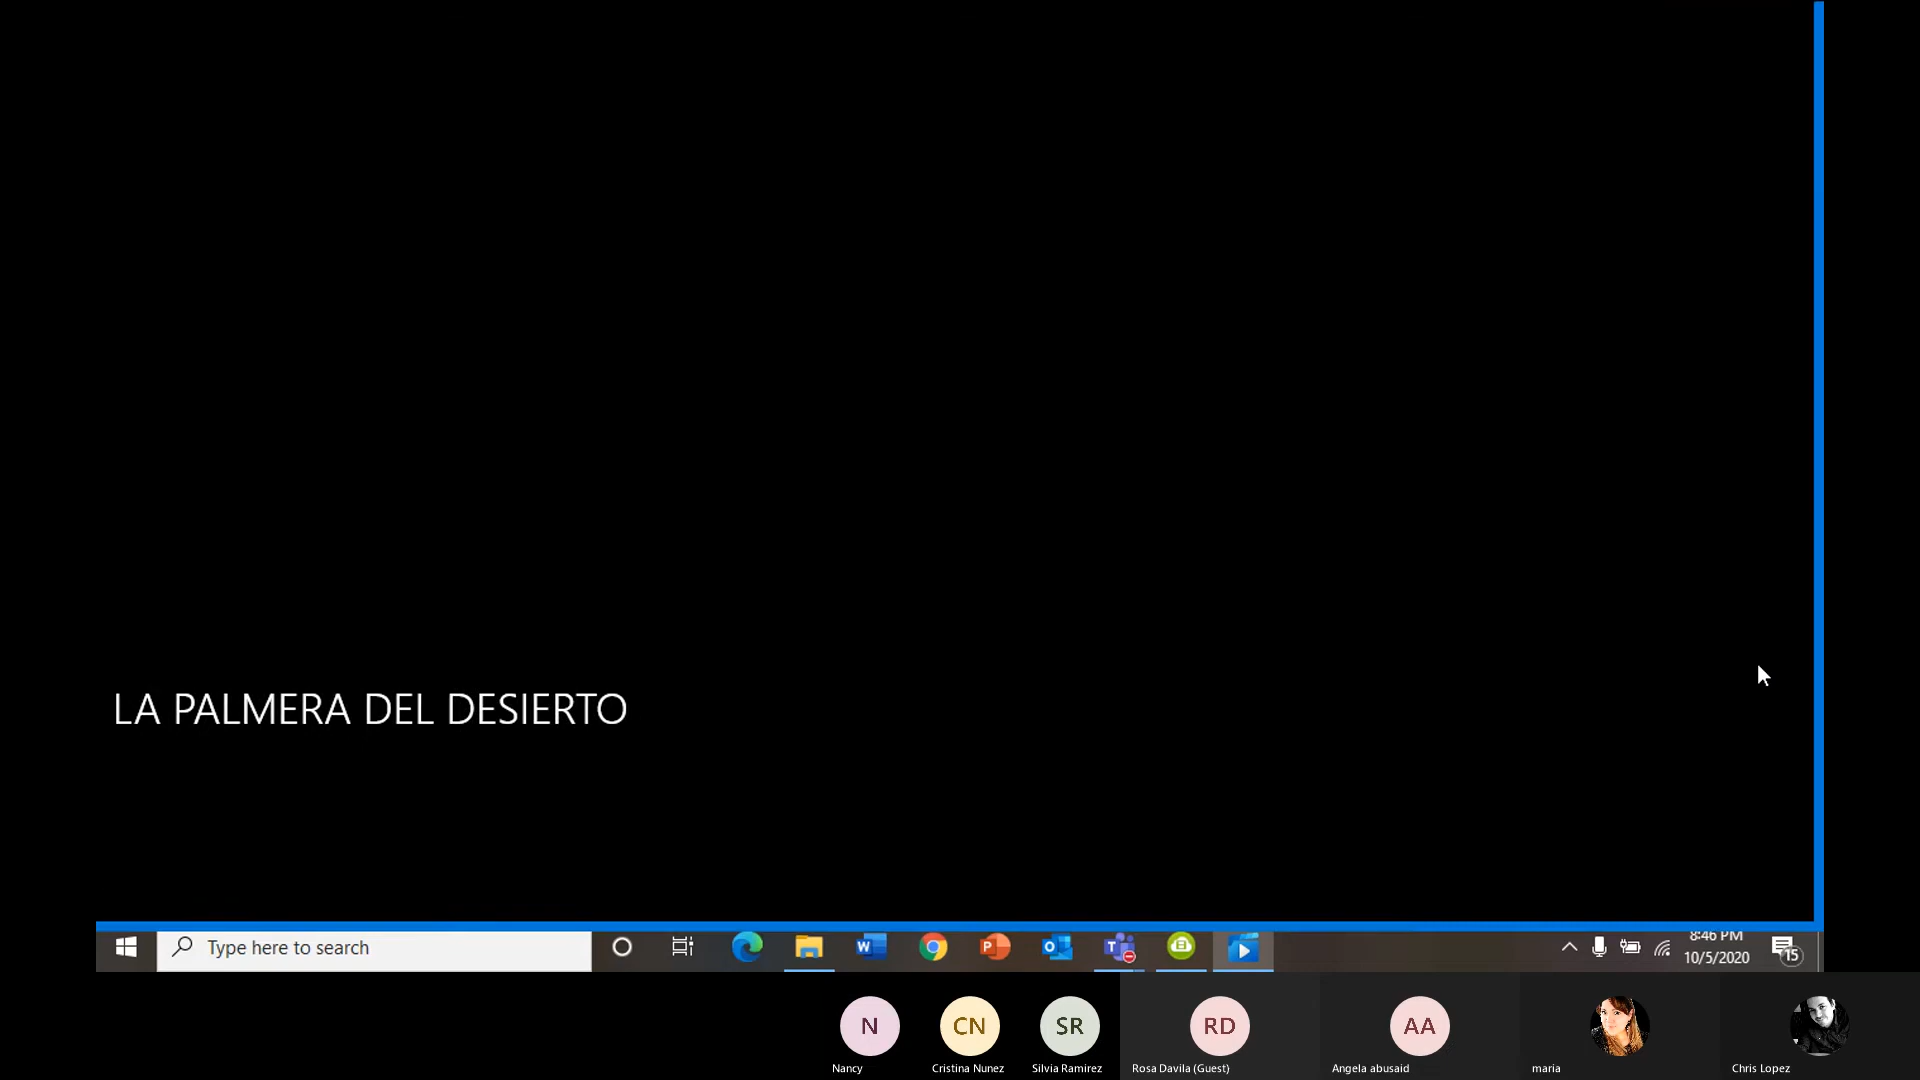 LA PALMERA DEL DESIERTO
Type here to search
8:46 PM
10/5/2020
15
N
CN
SR
RD
AA
Nancy
Cristina Nunez
Silvia Ramirez
Rosa Davila (Guest)
Angela abusaid
maria
Chris Lopez